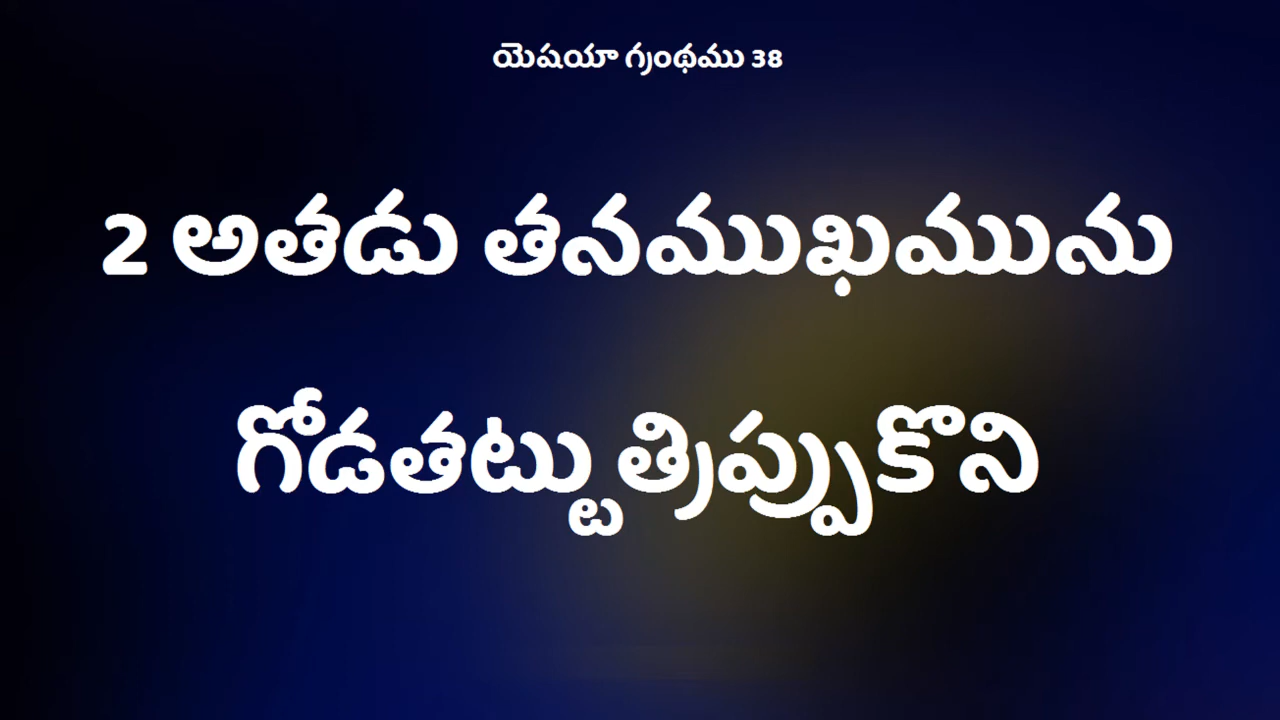 యెషయా గ్రంథము 38
2 అతడు తనముఖమును
గోడతట్టుత్రిప్పుకొని